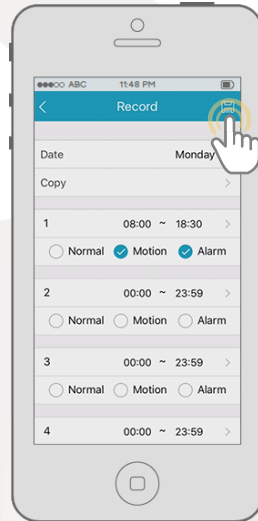 ABC 11:48 PM
Record
Date Monday
Copy
1 08:00 ~ 18:30
Normal Motion Alarm
2 00:00 ~ 23:59
Normal Motion Alarm
3 00:00 ~ 23:59
Normal Motion Alarm
4 00:00 ~ 23:59